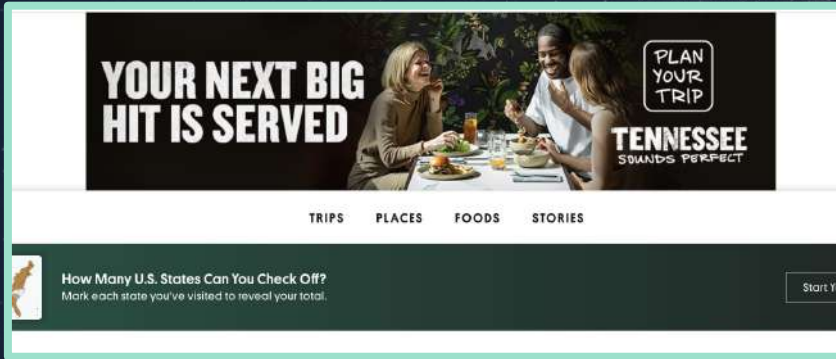 YOUR NEXT BIG
HIT IS SERVED
PLAN
YOUR
TRIP
TENNESSEE
SOUNDS PERFECT
TRIPS PLACES FOODS STORIES
How Many U.S. States Can You Check Off?
Mark each state you've visited to reveal your total.
Start